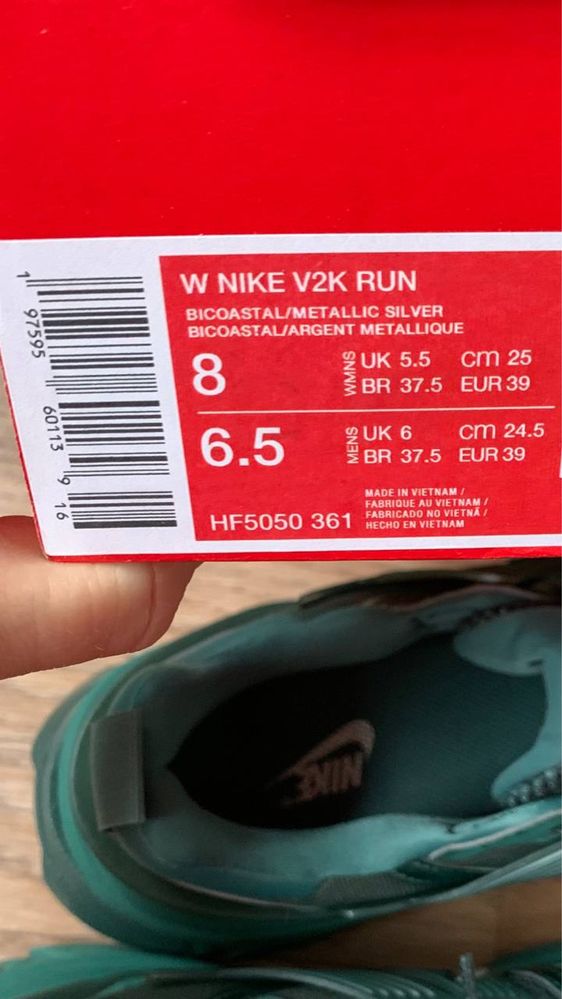 W NIKE V2K RUN
BICOASTAL/METALLIC SILVER
BICOASTAL/ARGENT METALLIQUE
8 WMNS UK 5.5 cm 25
BR 37.5 EUR 39
6.5 MENS UK 6 cm 24.5
BR 37.5 EUR 39
HF5050 361
MADE IN VIETNAM /
FABRIQUE AU VIETNAM /
FABRICADO NO VIETNÃ /
HECHO EN VIETNAM
1 97595 60113 9 16
NIKE